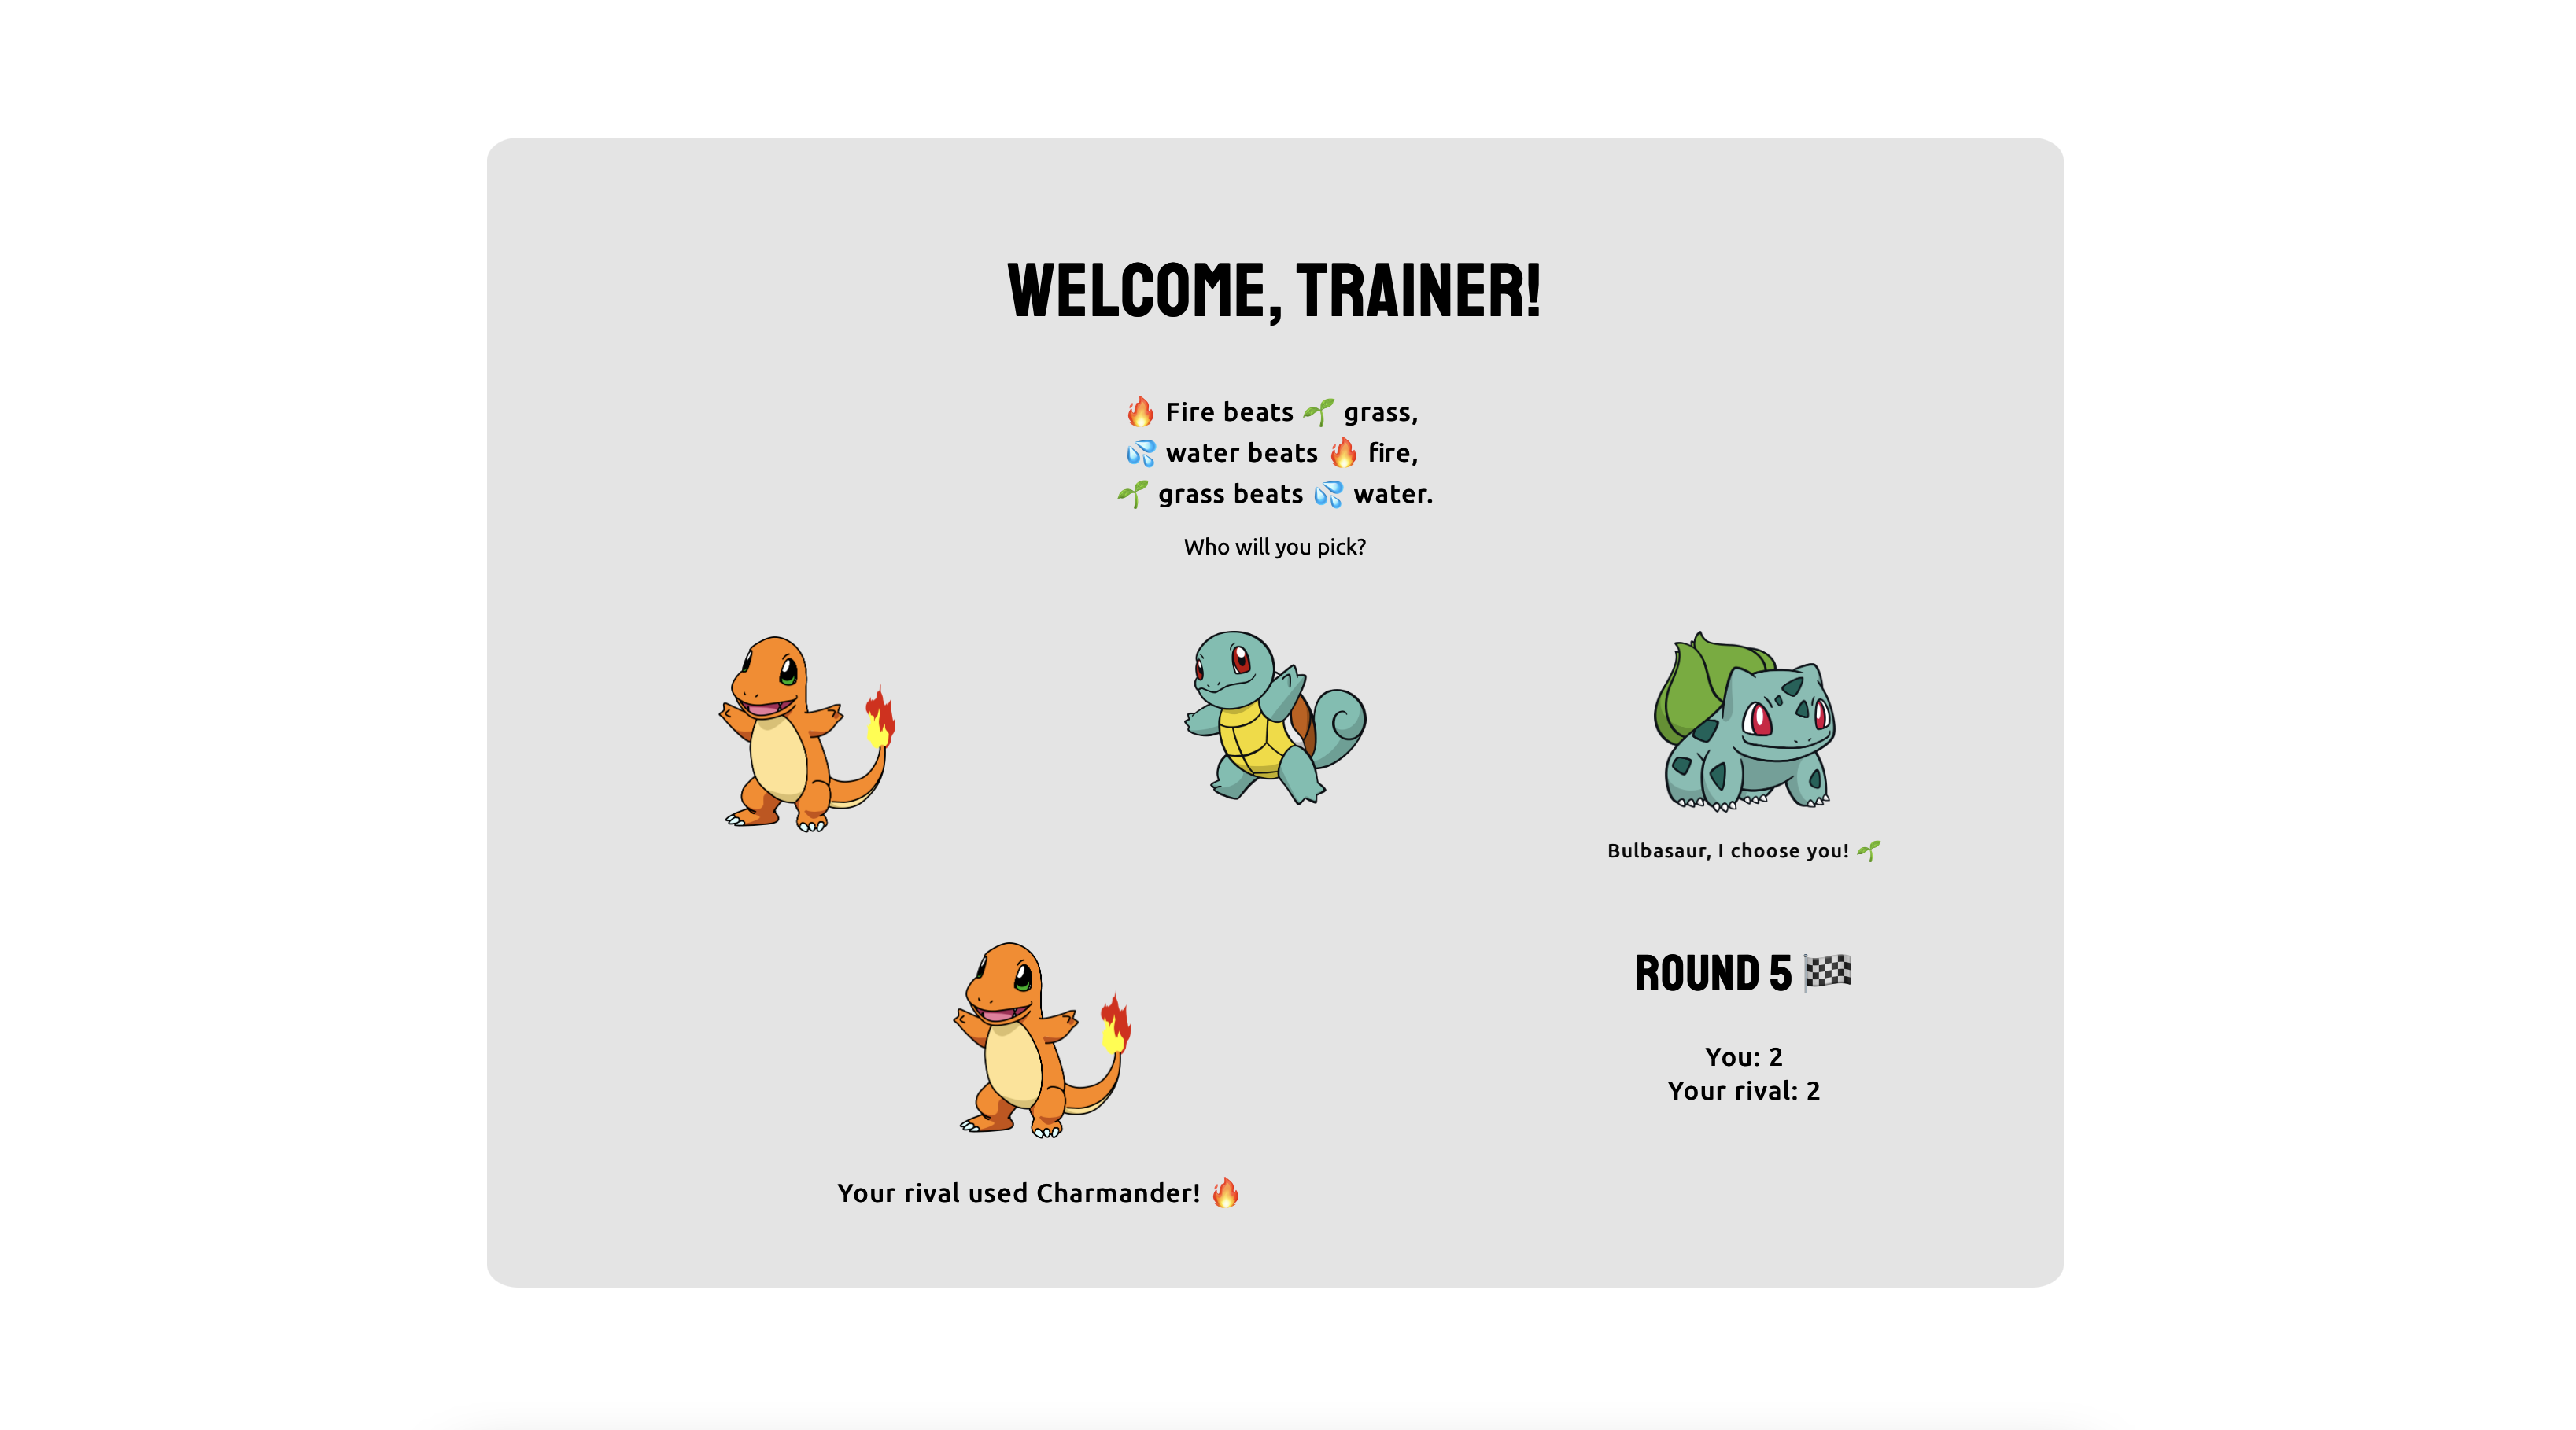 WELCOME, TRAINER!
🔥 Fire beats 🌱 grass,
💦 water beats 🔥 fire,
🌱 grass beats 💦 water.
Who will you pick?
Bulbasaur, I choose you! 🌱
ROUND 5 🏁
You: 2
Your rival: 2
Your rival used Charmander! 🔥